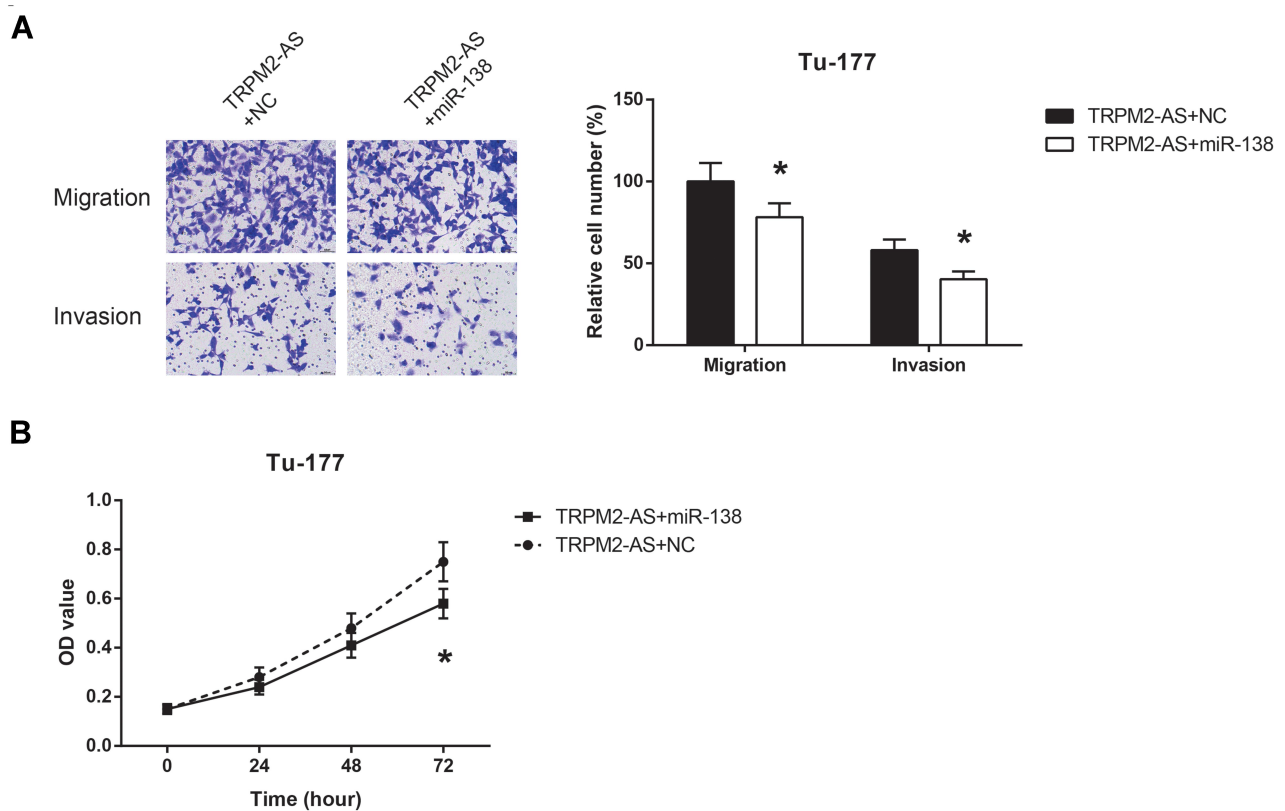 A
TRPM2-AS
+NC
TRPM2-AS
+miR-138
Migration
Invasion
Tu-177
Relative cell number (%)
150
100
50
0
*
*
Migration
Invasion
TRPM2-AS+NC
TRPM2-AS+miR-138
B
Tu-177
OD value
1.0
0.8
0.6
0.4
0.2
0.0
*
0 24 48 72
Time (hour)
TRPM2-AS+miR-138
TRPM2-AS+NC